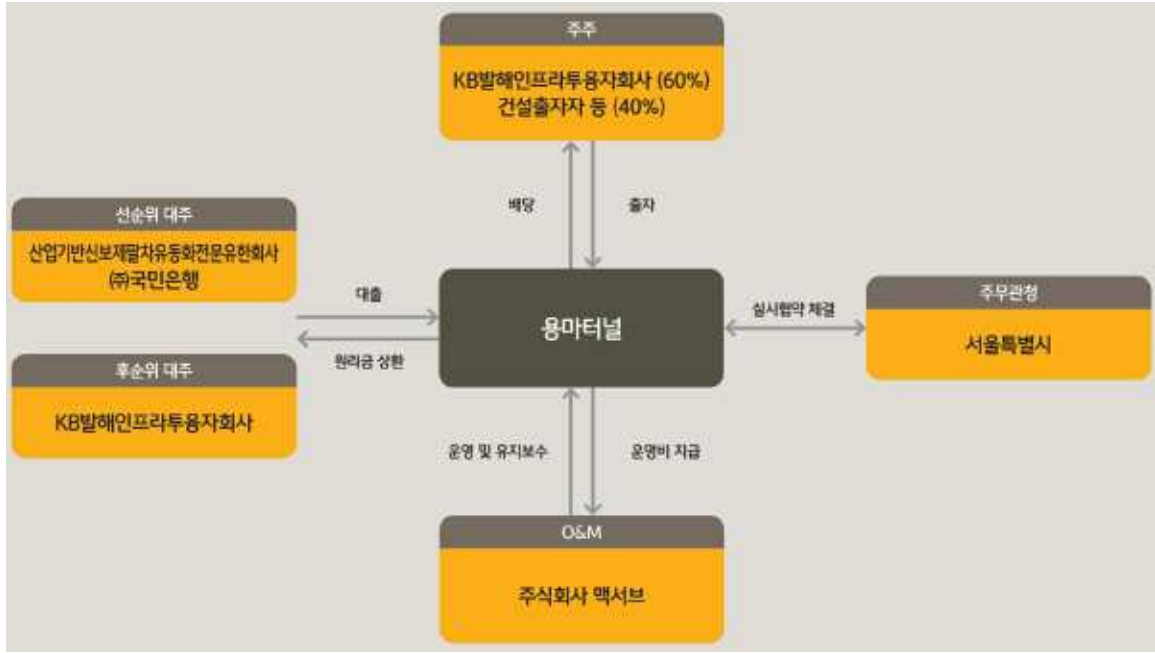 주주
KB발해인프라투융자회사 (60%)
건설출자자 등 (40%)
배당
출자
선순위 대주
산업기반신보제팔차유동화전문유한회사
㈜국민은행
대출
원리금 상환
후순위 대주
KB발해인프라투융자회사
용마터널
실시협약 체결
주무관청
서울특별시
운영 및 유지보수
운영비 지급
O&M
주식회사 맥서브